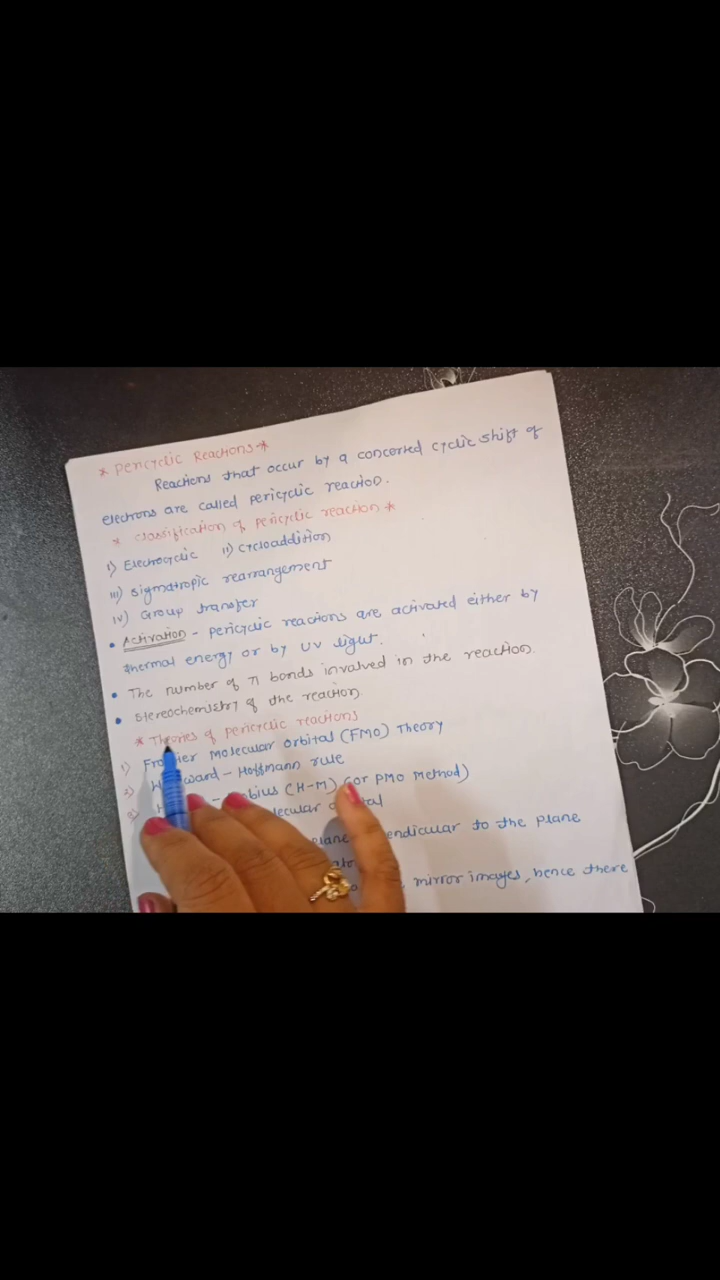 * Pericyclic Reactions *
Reactions that occur by a concerted cyclic shift of
electrons are called pericyclic reaction.
* Classification of pericyclic reaction *
i) Electrocyclic ii) Cycloaddition
iii) Sigmatropic rearrangement
iv) Group transfer
• Activation - pericyclic reactions are activated either by
thermal energy or by UV light.
• The number of π bonds involved in the reaction.
• Stereochemistry of the reaction.
* Theories of pericyclic reactions
1) Molecular orbital (FMO) Theory
2) - Hoffmann rule
(H-M) (or PMO method)
plane to the plane
mirror images, hence there